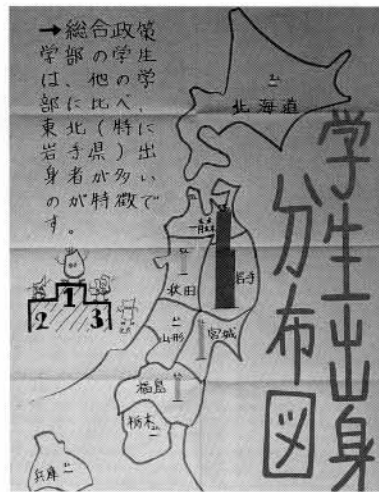 学生出身
分布図
→総合政策
学部の学生
は、他の学
部に比べ、
東北(特に
岩手県)出
身者が多い
のが特徴で
す。
北海道
青森
秋田
岩手
山形
宮城
福島
栃木
兵庫
1
2
3